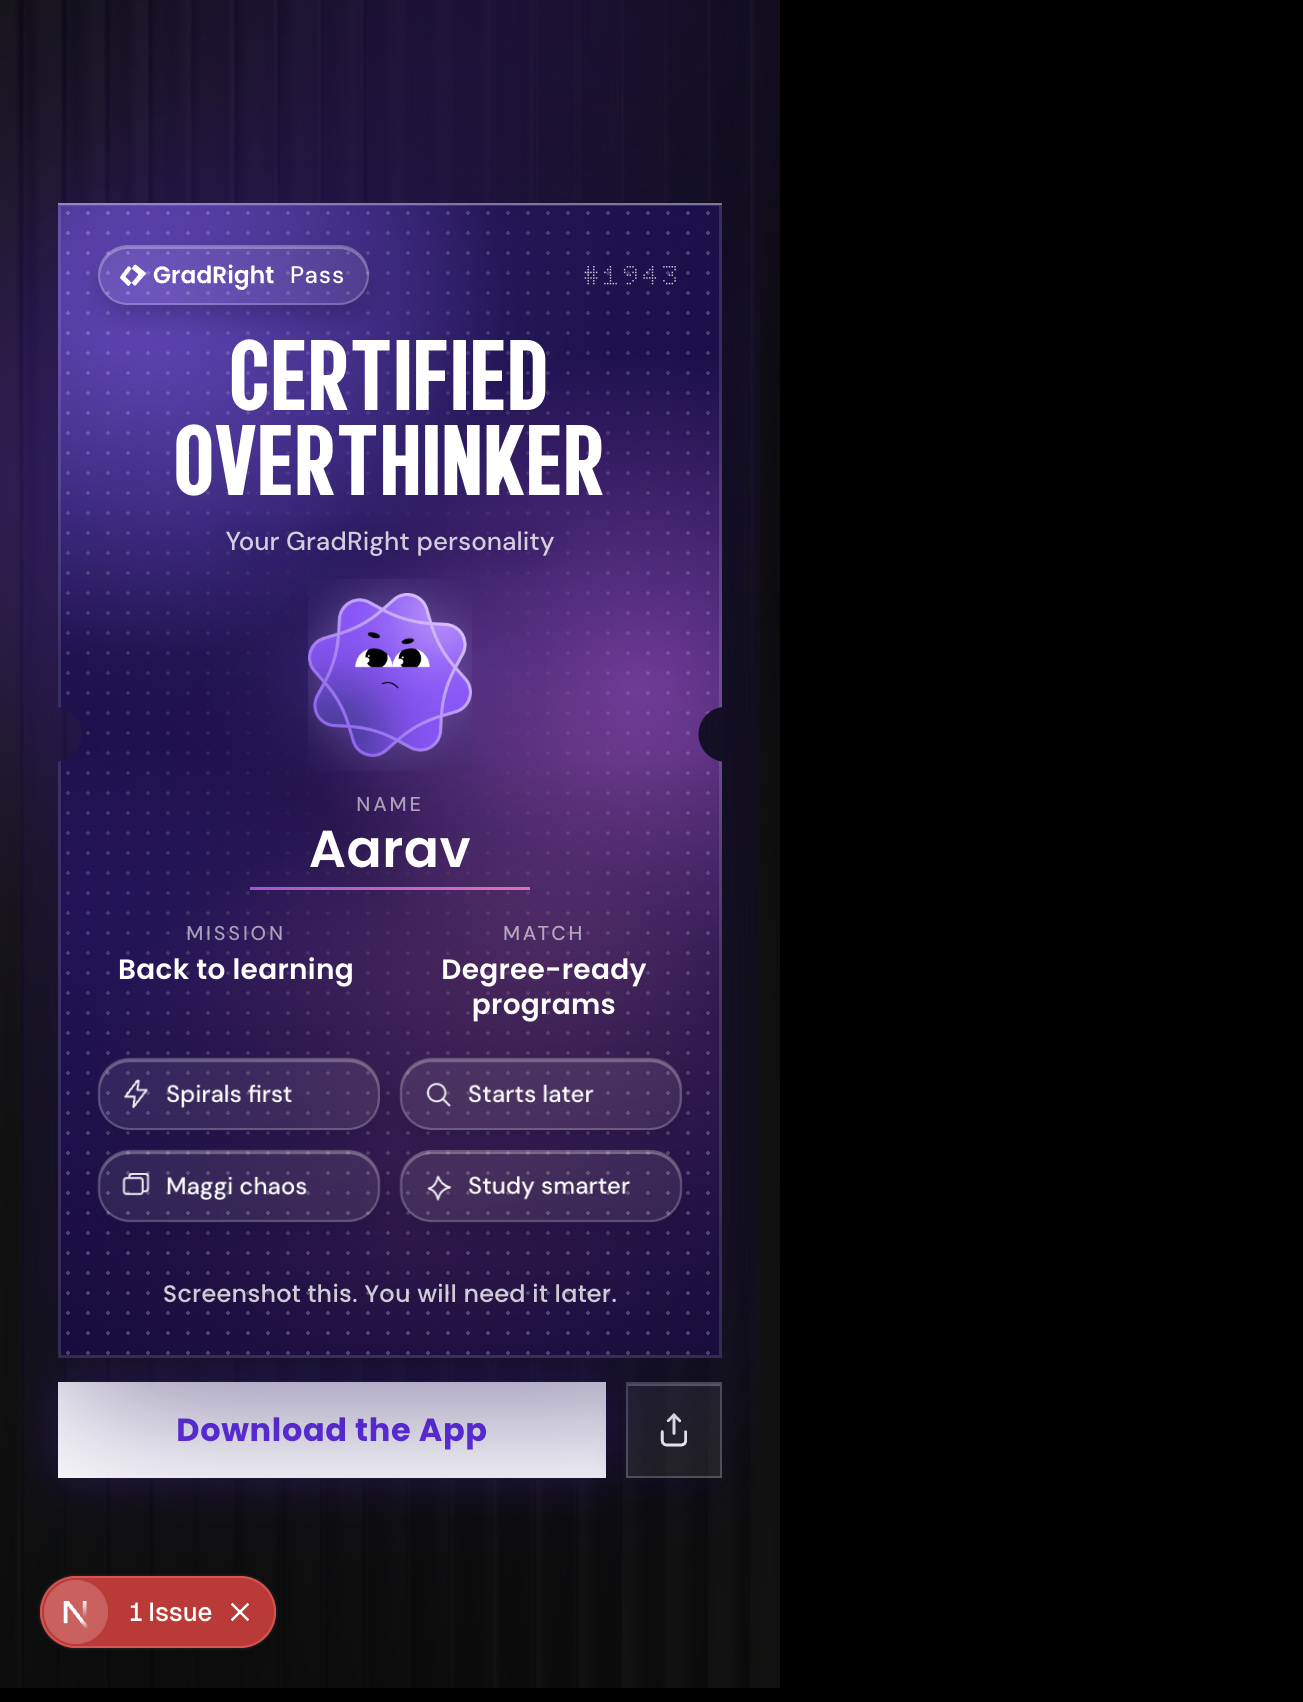 GradRight Pass
#1943
CERTIFIED
OVERTHINKER
Your GradRight personality
NAME
Aarav
MISSION
Back to learning
MATCH
Degree-ready
programs
Spirals first
Starts later
Maggi chaos
Study smarter
Screenshot this. You will need it later.
Download the App
N
1 Issue